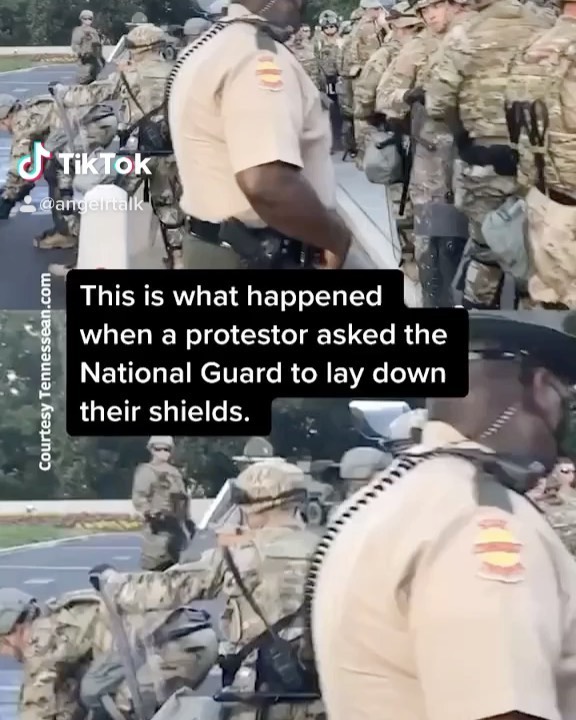 TikTok
@angelrtalk
Courtesy Tennessean.com
This is what happened
when a protestor asked the
National Guard to lay down
their shields.